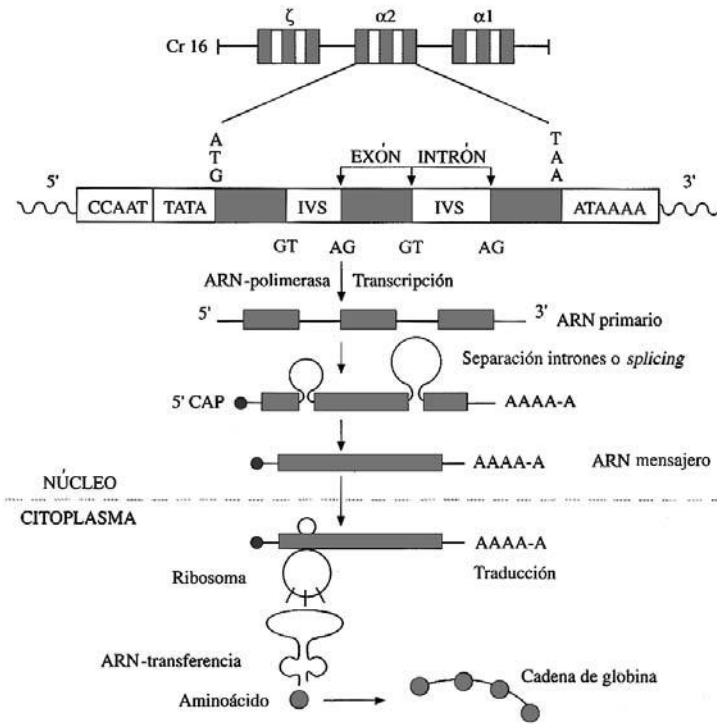 ζ α2 α1
Cr 16
ATG
TAA
EXÓN INTRÓN
5' 3'
CCAAT TATA IVS IVS ATAAAA
GT AG GT AG
ARN-polimerasa Transcripción
5' 3' ARN primario
Separación intrones o splicing
5' CAP AAAA-A
AAAA-A ARN mensajero
NÚCLEO
CITOPLASMA
AAAA-A
Ribosoma Traducción
ARN-transferencia
Cadena de globina
Aminoácido